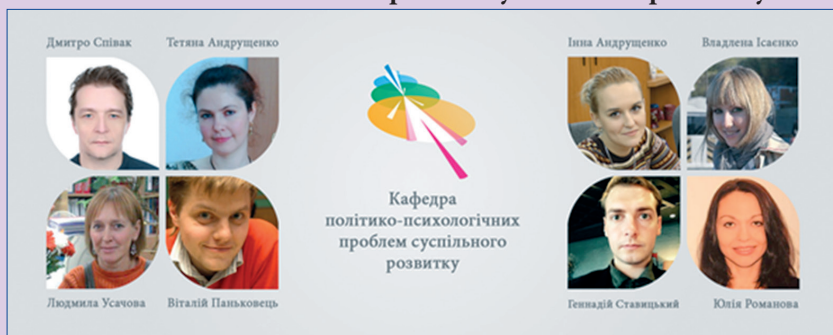 Дмитро Співак
Тетяна Андрущенко
Інна Андрущенко
Владлена Ісаєнко
Кафедра
політико-психологічних
проблем суспільного
розвитку
Людмила Усачова
Віталій Паньковець
Геннадій Ставицький
Юлія Романова